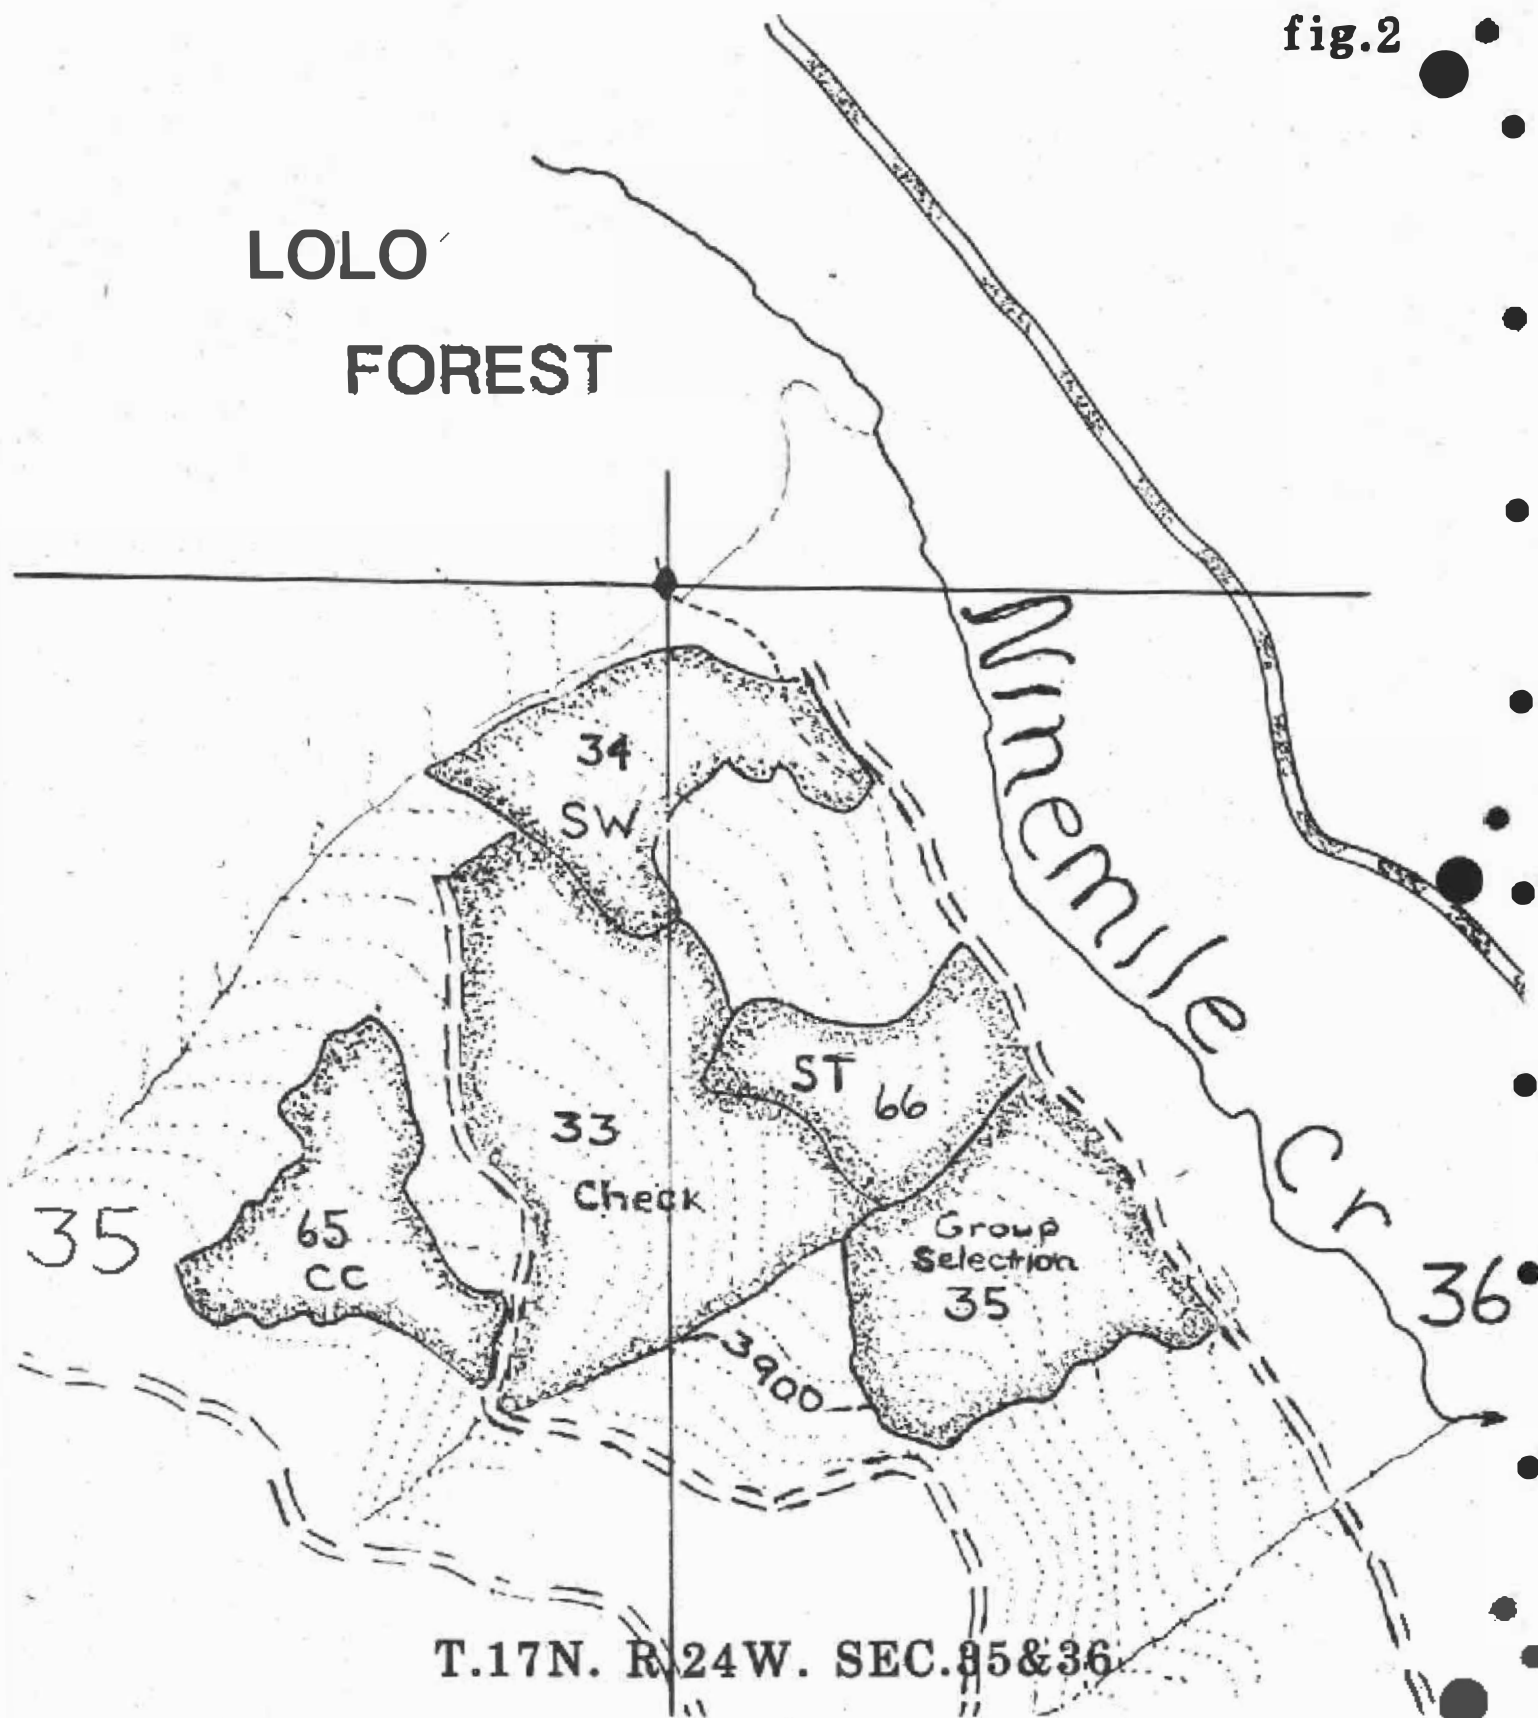 fig.2
LOLO
FOREST
Ninemile Cr
34
SW
ST 66
33
Check
35
65
CC
Group
Selection
35
36
3900
T.17N. R.24W. SEC.35&36